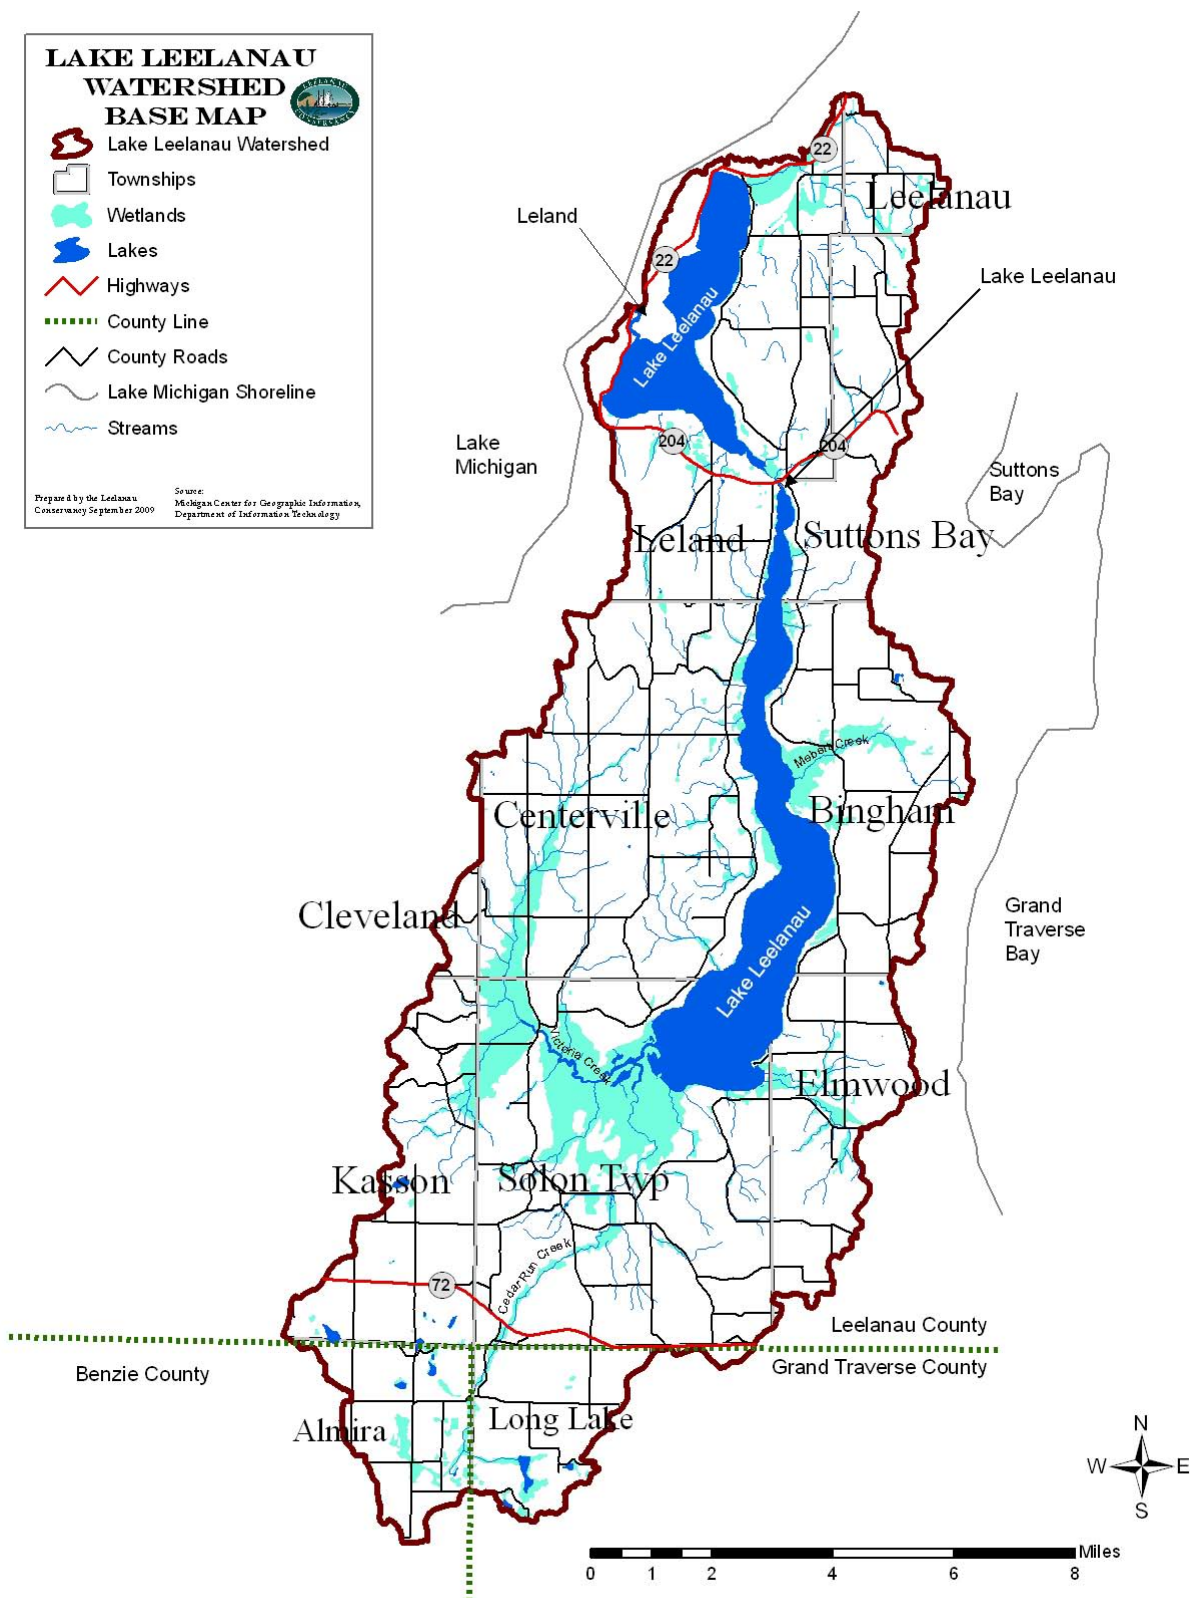 LAKE LEELANAU
WATERSHED
BASE MAP
LEELANAU
CONSERVANCY
Lake Leelanau Watershed
Townships
Wetlands
Lakes
Highways
County Line
County Roads
Lake Michigan Shoreline
Streams
Prepared by the Leelanau
Conservancy September 2009
Source:
Michigan Center for Geographic Information,
Department of Information Technology
22
Leelanau
Leland
22
Lake Leelanau
Lake Leelanau
Lake
Michigan
204
204
Suttons
Bay
Leland
Suttons Bay
Mebert Creek
Centerville
Bingham
Cleveland
Lake Leelanau
Grand
Traverse
Bay
Victoria Creek
Elmwood
Kasson
Solon Twp
Cedar Run Creek
72
Leelanau County
Benzie County
Grand Traverse County
Almira
Long Lake
N
W
E
S
Miles
0
1
2
4
6
8